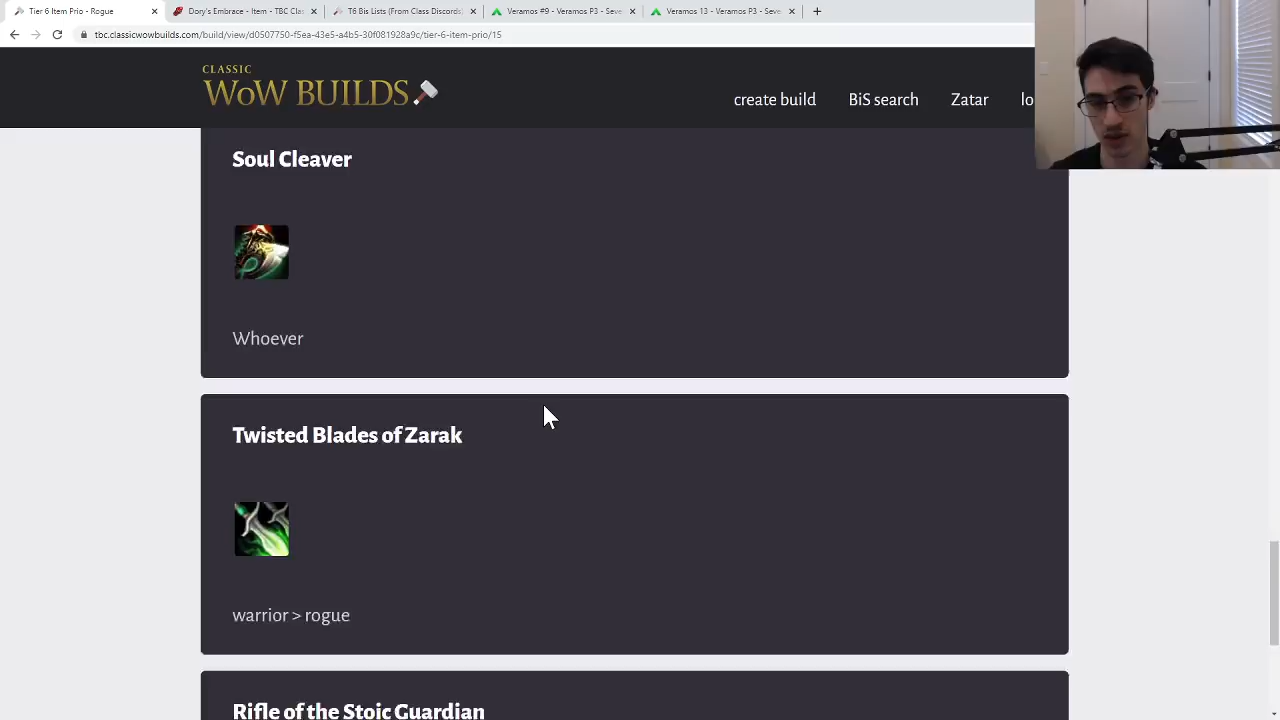 Tier 6 Item Prio - Rogue
Dory's Embrace - Item - TBC Clas
T6 Bis Lists (From Class Discords
Veramos #9 - Veramos P3 - Seve
Veramos 13 - Veramos P3 - Seve
tbc.classicwowbuilds.com/build/view/d0507750-f5ea-43e5-a4b5-30f081928a9c/tier-6-item-prio/15
CLASSIC
WoW BUILDS
create build BiS search Zatar lo
Soul Cleaver
Whoever
Twisted Blades of Zarak
warrior > rogue
Rifle of the Stoic Guardian